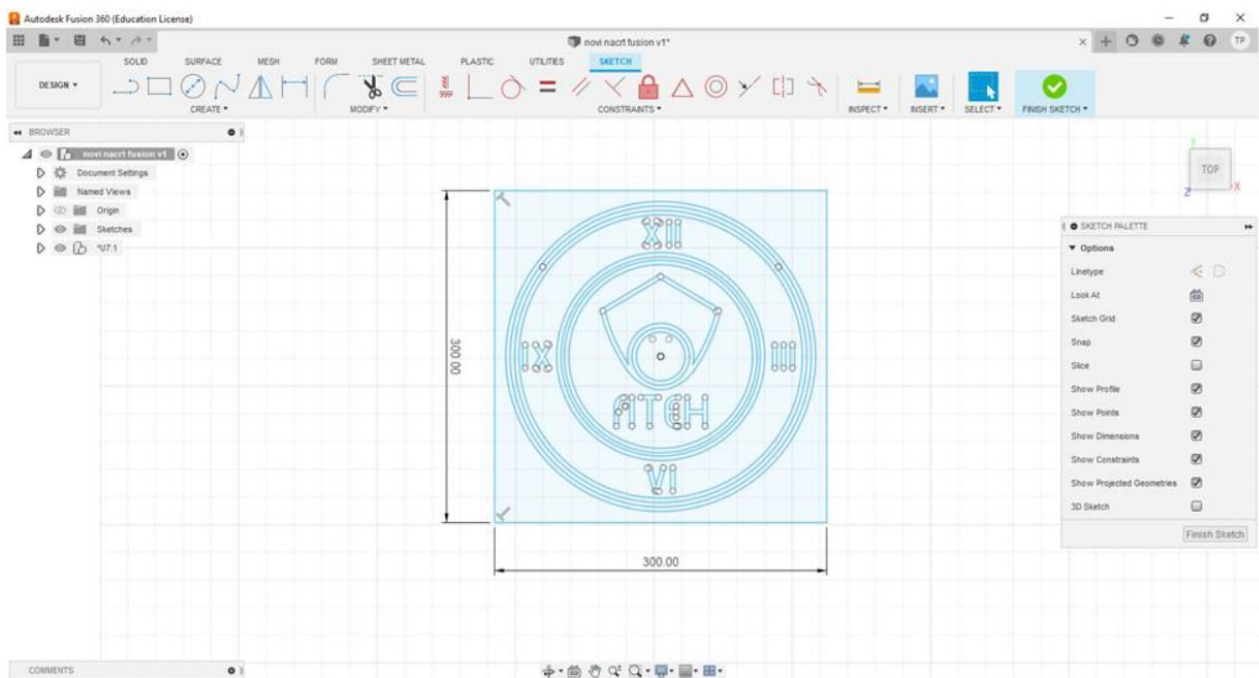 Autodesk Fusion 360 (Education License)
novi nacrt fusion v1*
TP
SOLID SURFACE MESH FORM SHEET METAL PLASTIC UTILITIES SKETCH
DESIGN
CREATE MODIFY CONSTRAINTS INSPECT INSERT SELECT FINISH SKETCH
BROWSER
novi nacrt fusion v1
Document Settings
Named Views
Origin
Sketches
TOP
Y
Z
X
SKETCH PALETTE
Options
Linetype
Look At
Sketch Grid
Snap
Slice
Show Profile
Show Points
Show Dimensions
Show Constraints
Show Projected Geometries
3D Sketch
Finish Sketch
XII
IX
III
VI
300.00
300.00
COMMENTS